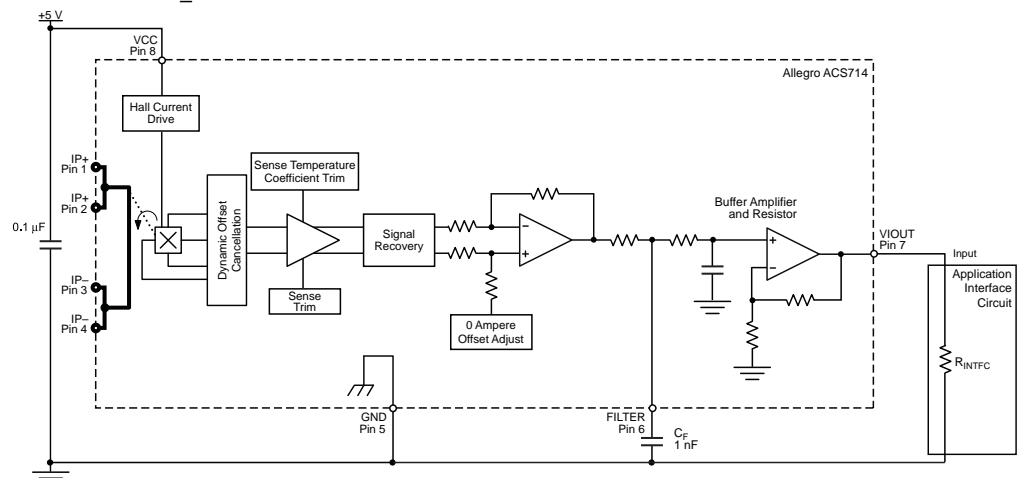 +5 V
VCC
Pin 8
Allegro ACS714
Hall Current
Drive
IP+
Pin 1
IP+
Pin 2
IP–
Pin 3
IP–
Pin 4
0.1 μF
Dynamic Offset
Cancellation
Sense Temperature
Coefficient Trim
Sense
Trim
Signal
Recovery
0 Ampere
Offset Adjust
Buffer Amplifier
and Resistor
VIOUT
Pin 7
Input
Application
Interface
Circuit
RINTFC
GND
Pin 5
FILTER
Pin 6
CF
1 nF